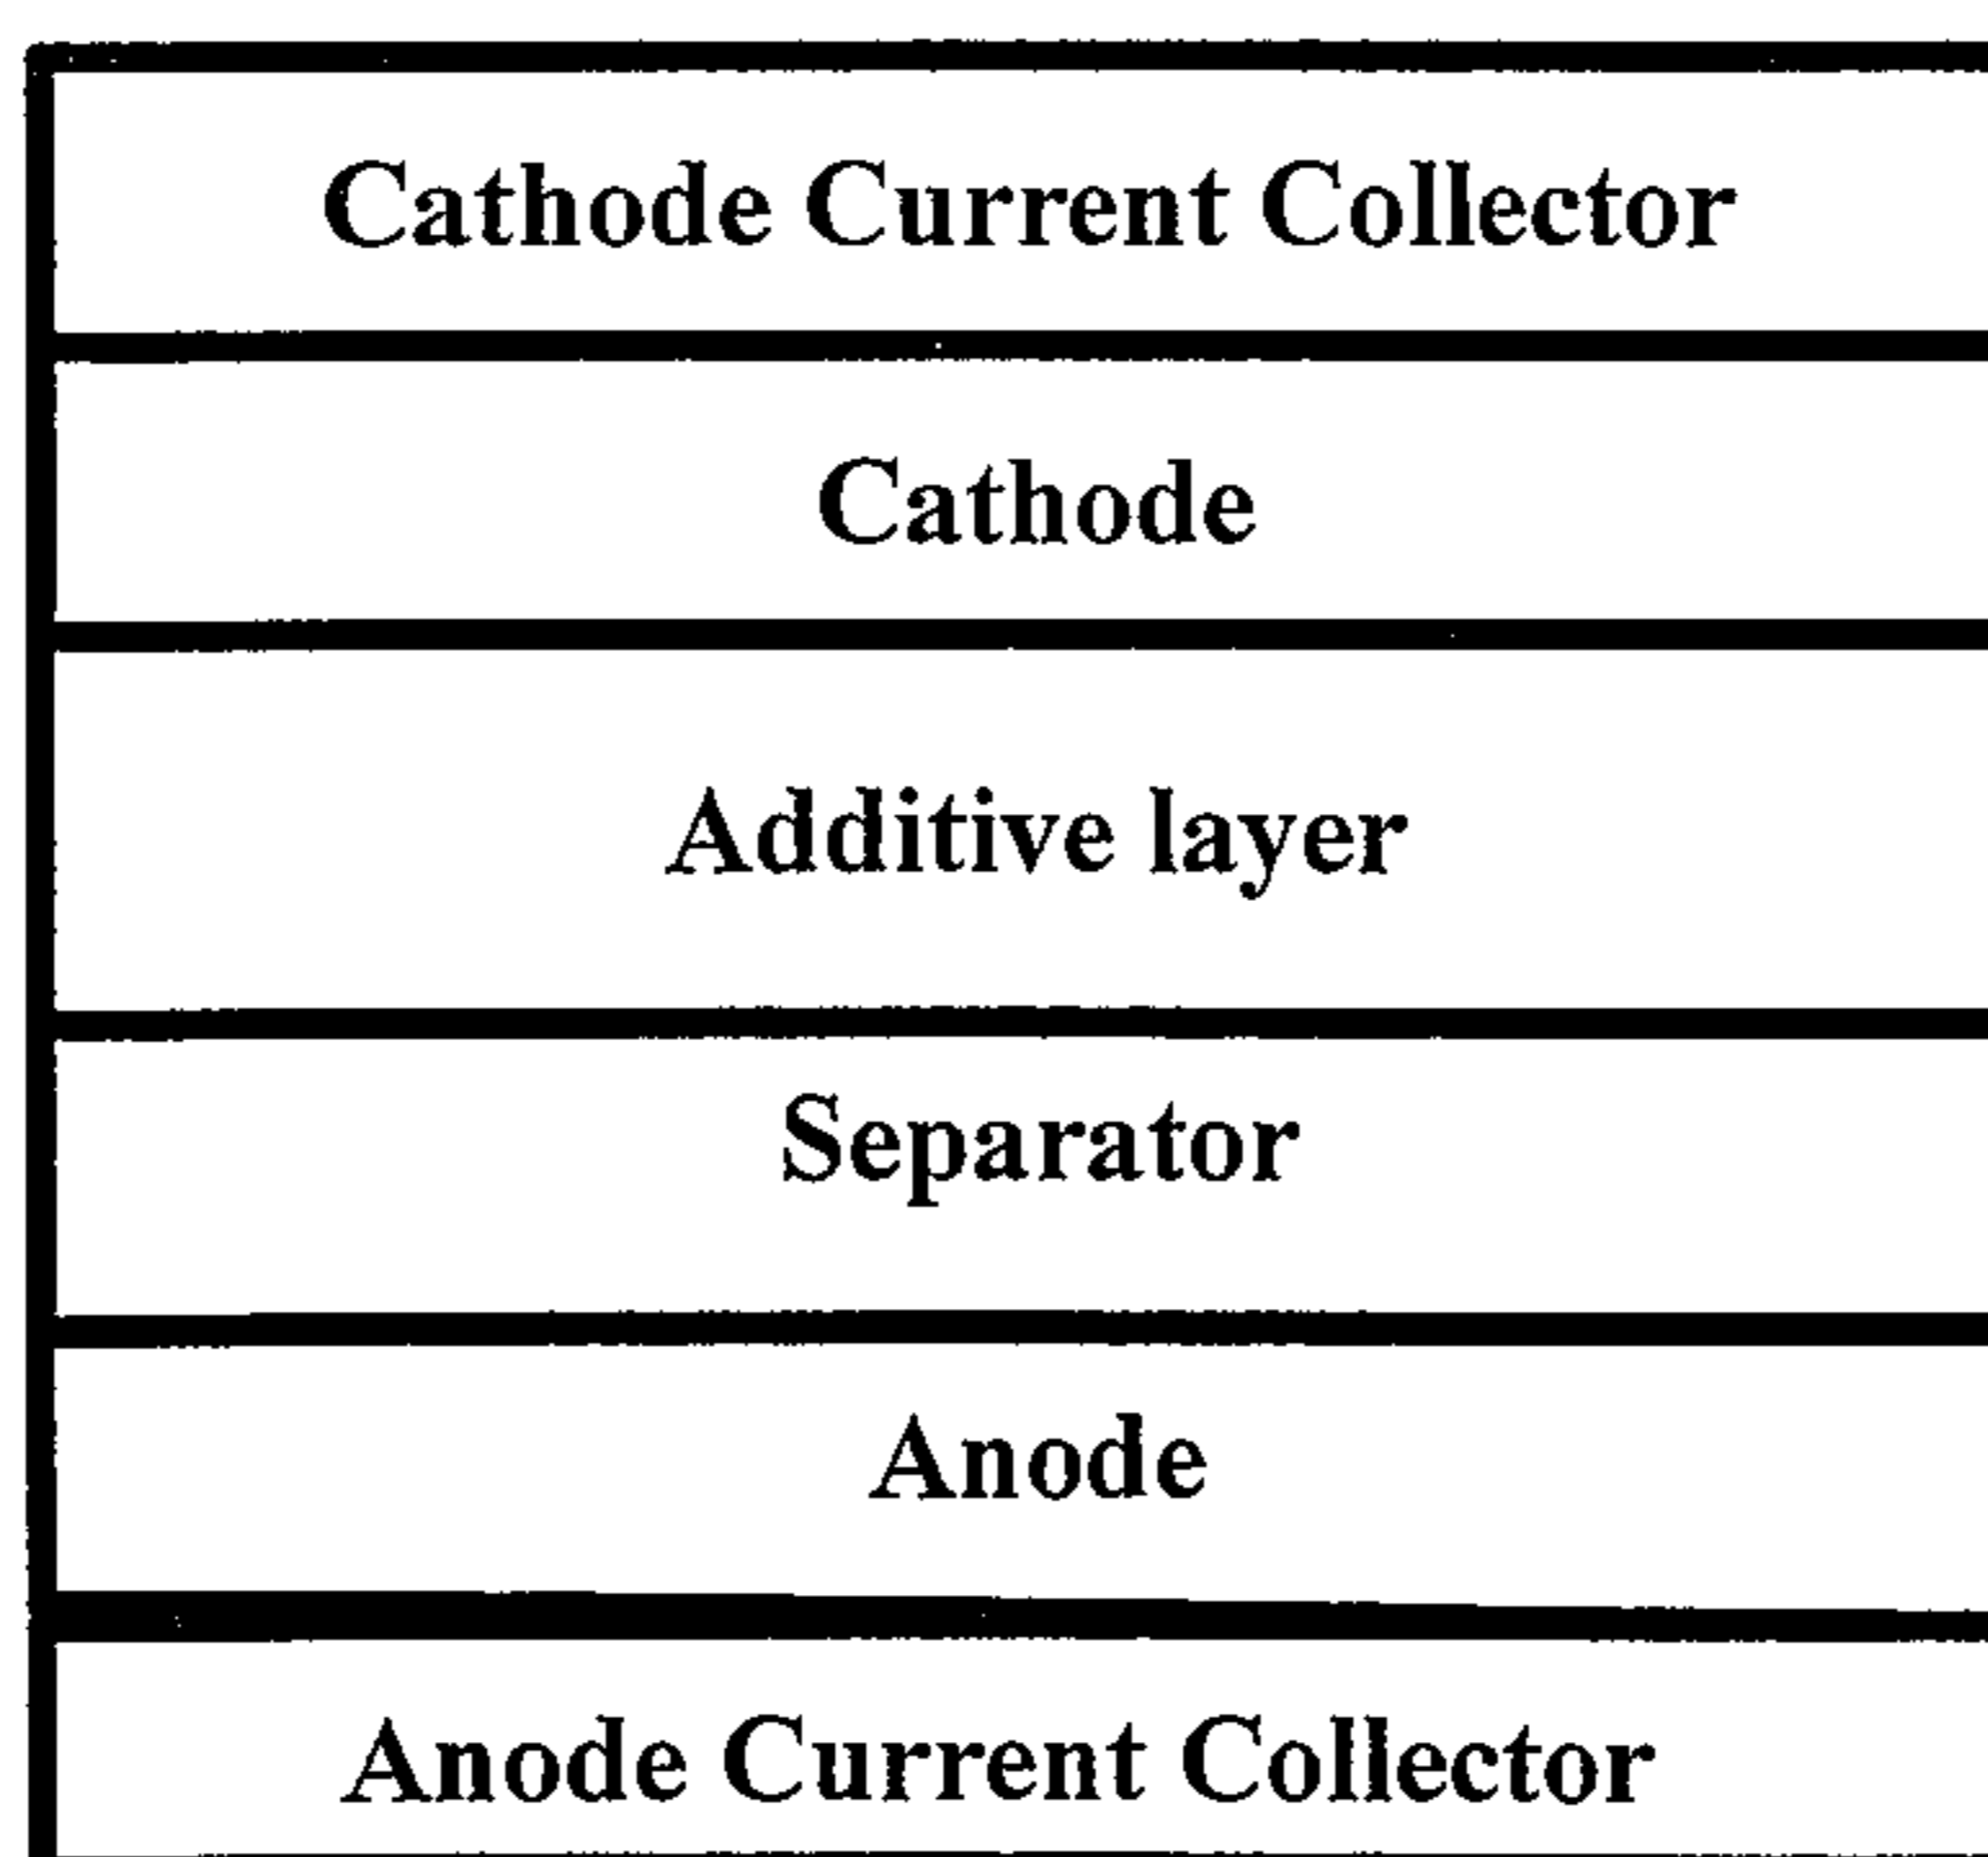 Cathode Current Collector
Cathode
Additive layer
Separator
Anode
Anode Current Collector